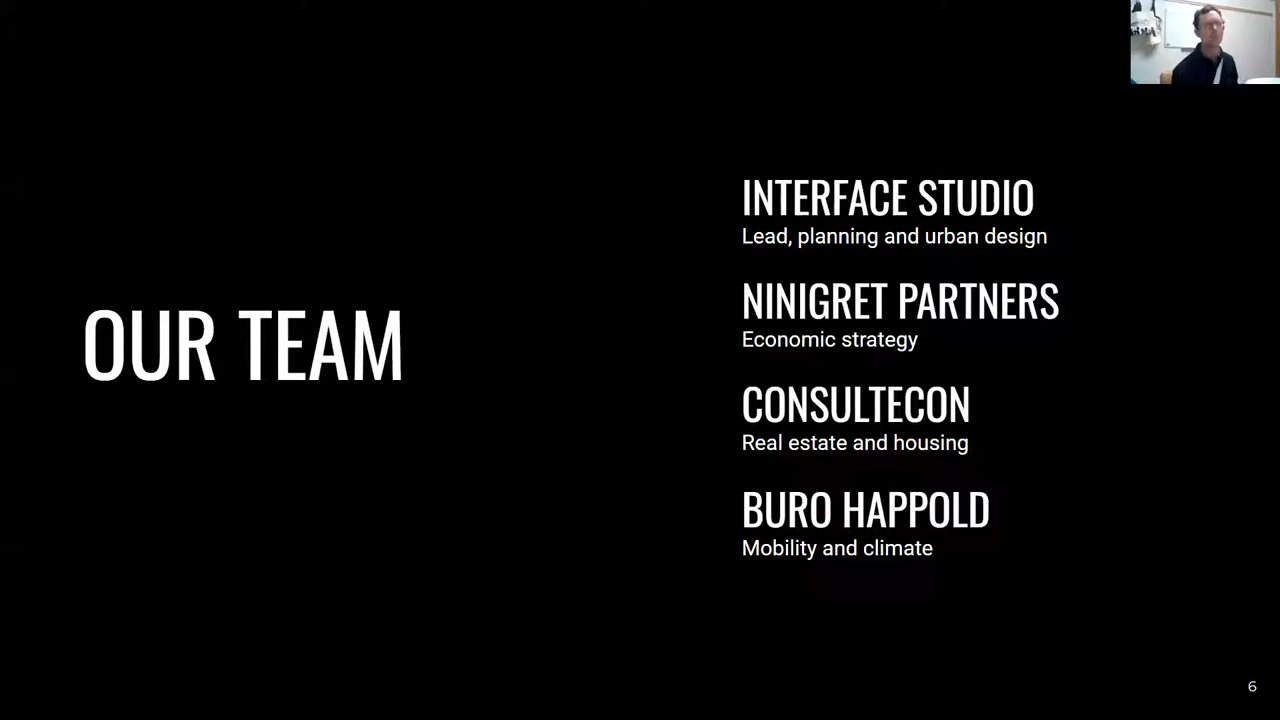 OUR TEAM
INTERFACE STUDIO
Lead, planning and urban design
NINIGRET PARTNERS
Economic strategy
CONSULTECON
Real estate and housing
BURO HAPPOLD
Mobility and climate
6